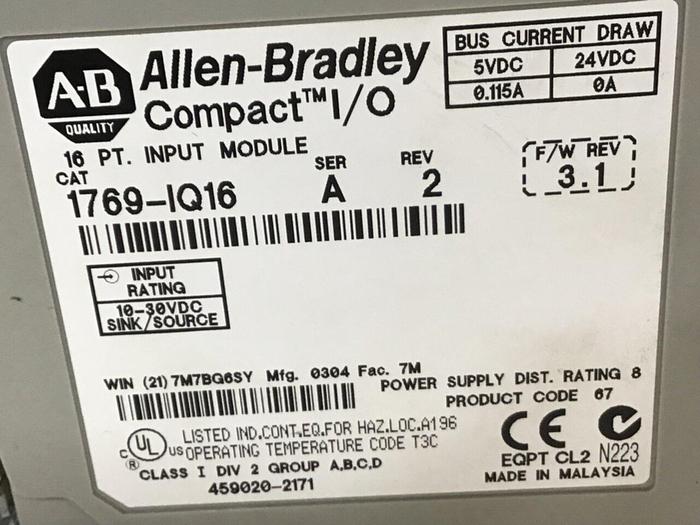 A-B
QUALITY
Allen-Bradley
Compact™ I/O
BUS CURRENT DRAW
5VDC 24VDC
0.115A 0A
16 PT. INPUT MODULE
CAT SER REV
1769-IQ16 A 2
F/W REV
3.1
INPUT
RATING
10-30VDC
SINK/SOURCE
WIN (21) 7M7BG6SY Mfg. 0304 Fac. 7M
POWER SUPPLY DIST. RATING 8
PRODUCT CODE 67
C UL US ®
LISTED IND.CONT.EQ.FOR HAZ.LOC.A196
OPERATING TEMPERATURE CODE T3C
CLASS I DIV 2 GROUP A,B,C,D
459020-2171
CE
EQPT CL2 N223
MADE IN MALAYSIA